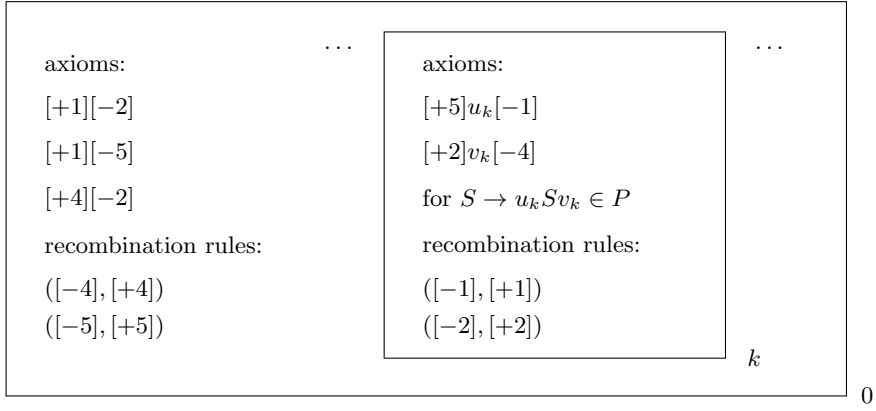 … …
axioms:
[+1][−2]
[+1][−5]
[+4][−2]
recombination rules:
([−4], [+4])
([−5], [+5])
axioms:
[+5]u_k[−1]
[+2]v_k[−4]
for S → u_kSv_k ∈ P
recombination rules:
([−1], [+1])
([−2], [+2])
k
0